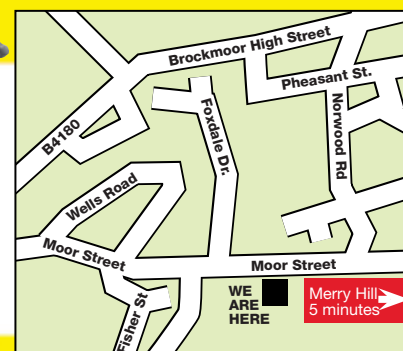 Brockmoor High Street
Pheasant St.
B4180
Foxdale Dr.
Norwood Rd
Wells Road
Moor Street
Moor Street
WE
ARE
HERE
Merry Hill
5 minutes
Fisher St